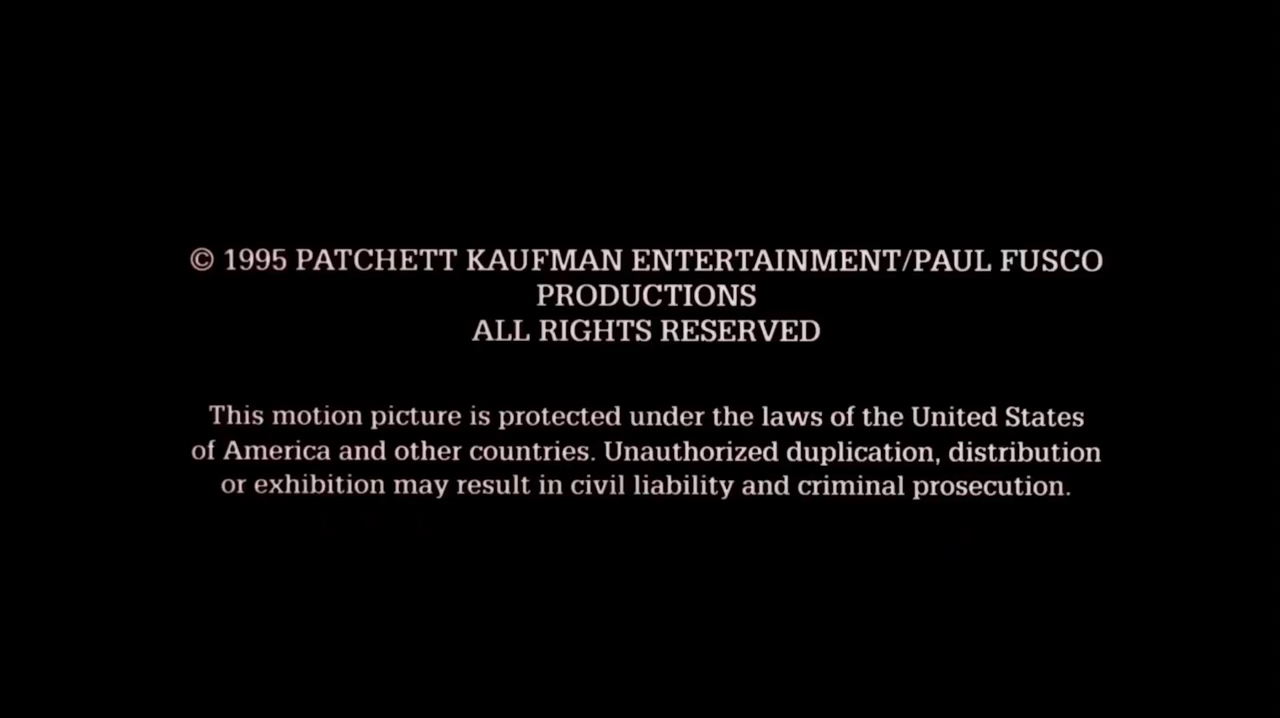 © 1995 PATCHETT KAUFMAN ENTERTAINMENT/PAUL FUSCO
PRODUCTIONS
ALL RIGHTS RESERVED
This motion picture is protected under the laws of the United States
of America and other countries. Unauthorized duplication, distribution
or exhibition may result in civil liability and criminal prosecution.